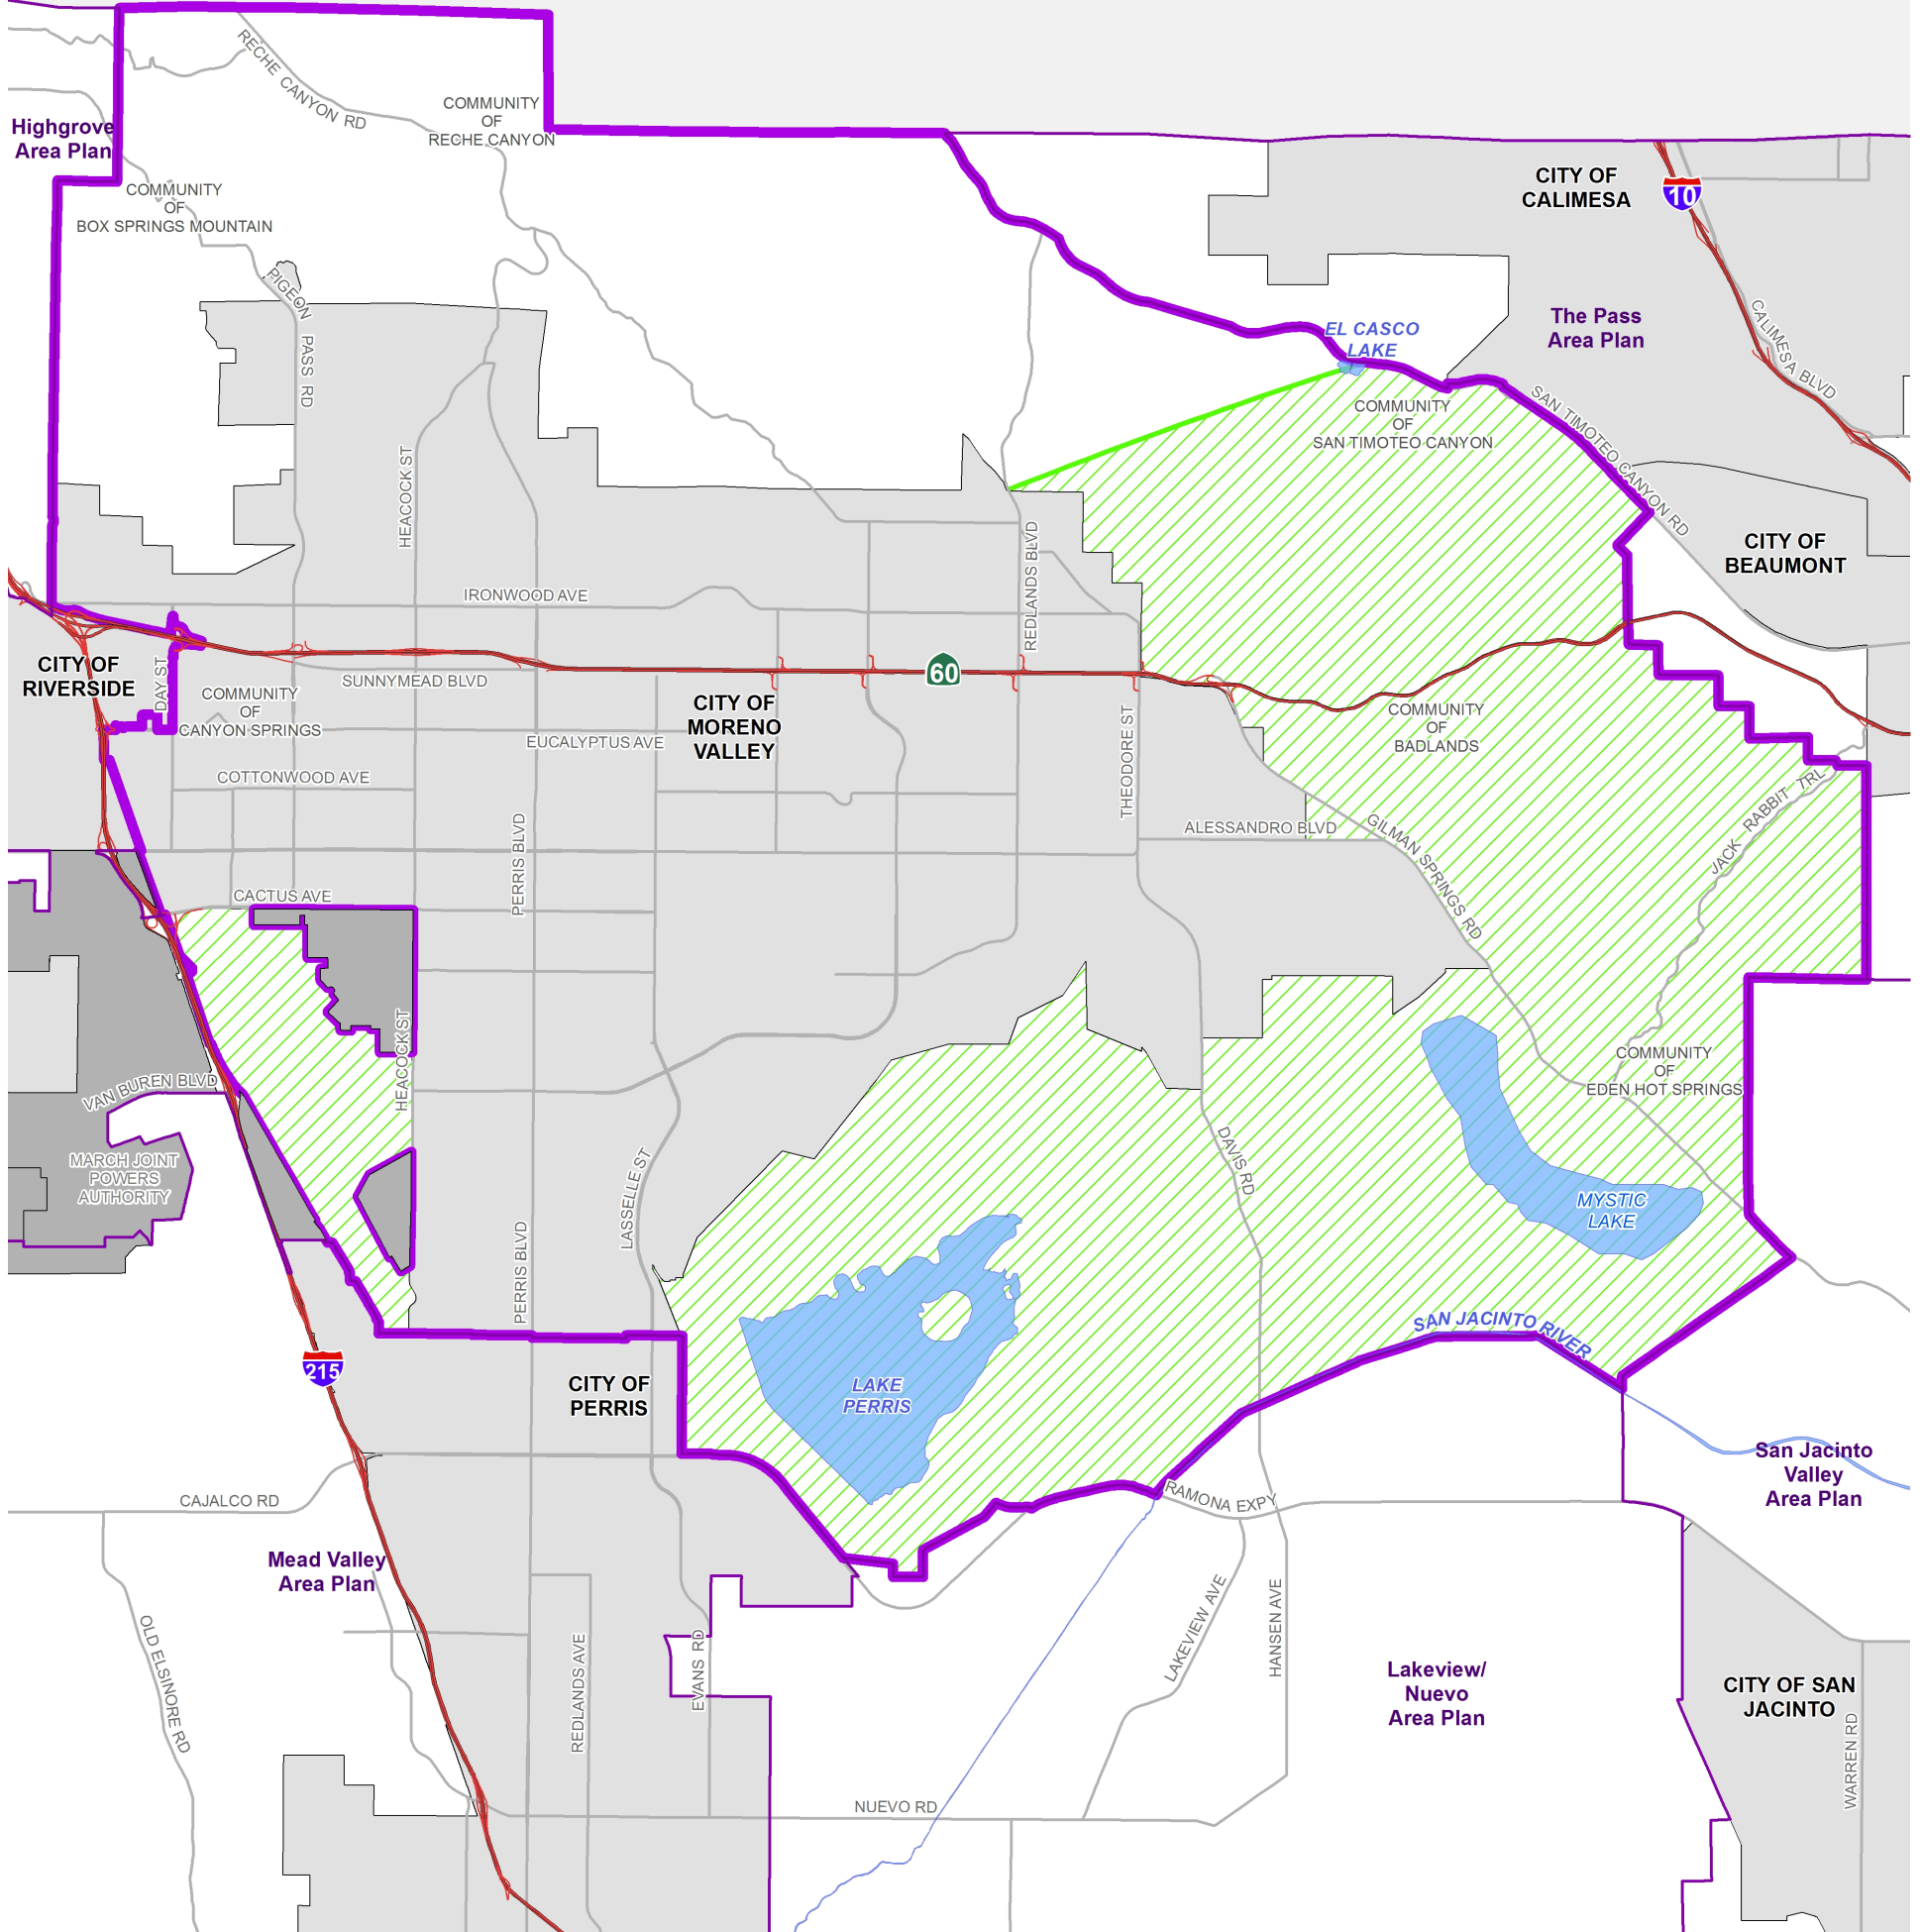 RECHE CANYON RD
COMMUNITY
OF
RECHE CANYON
Highgrove
Area Plan
COMMUNITY
OF
BOX SPRINGS MOUNTAIN
CITY OF
CALIMESA
10
PIGEON PASS RD
The Pass
Area Plan
CALIMESA BLVD
EL CASCO
LAKE
COMMUNITY
OF
SAN TIMOTEO CANYON
SAN TIMOTEO CANYON RD
HEACOCK ST
REDLANDS BLVD
CITY OF
BEAUMONT
IRONWOOD AVE
CITY OF
RIVERSIDE
DAY ST
SUNNYMEAD BLVD
60
COMMUNITY
OF
CANYON SPRINGS
CITY OF
MORENO
VALLEY
EUCALYPTUS AVE
THEODORE ST
COMMUNITY
OF
BADLANDS
COTTONWOOD AVE
JACK RABBIT TRL
ALESSANDRO BLVD
GILMAN SPRINGS RD
PERRIS BLVD
CACTUS AVE
HEACOCK ST
COMMUNITY
OF
EDEN HOT SPRINGS
VAN BUREN BLVD
MARCH JOINT
POWERS
AUTHORITY
LASSELLE ST
DAVIS RD
MYSTIC
LAKE
PERRIS BLVD
SAN JACINTO RIVER
215
CITY OF
PERRIS
LAKE
PERRIS
San Jacinto
Valley
Area Plan
CAJALCO RD
RAMONA EXPY
Mead Valley
Area Plan
OLD ELSINORE RD
REDLANDS AVE
EVANS RD
LAKEVIEW AVE
HANSEN AVE
Lakeview/
Nuevo
Area Plan
CITY OF SAN
JACINTO
WARREN RD
NUEVO RD